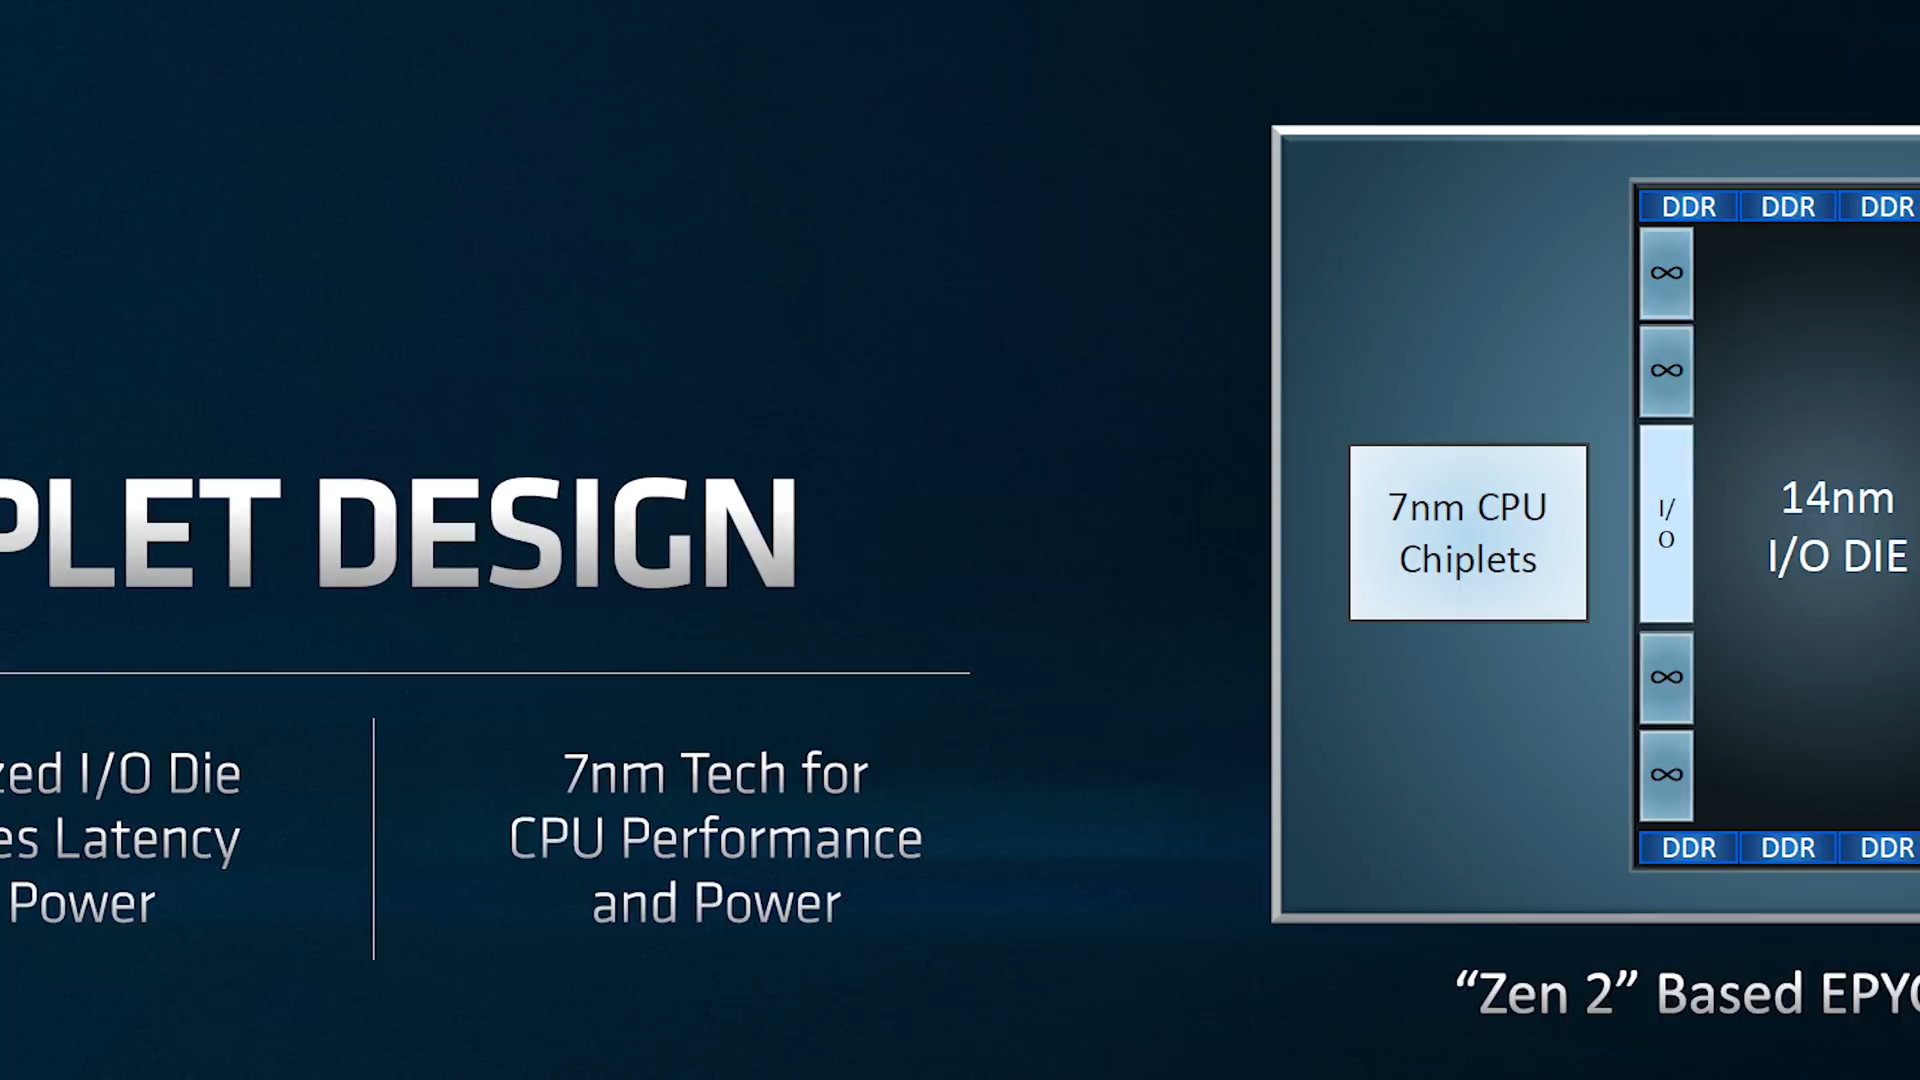 PLET DESIGN
zed I/O Die
es Latency
Power
7nm Tech for
CPU Performance
and Power
DDR DDR DDR
∞
∞
7nm CPU
Chiplets
I/
O
14nm
I/O DIE
∞
∞
DDR DDR DDR
“Zen 2” Based EPYC